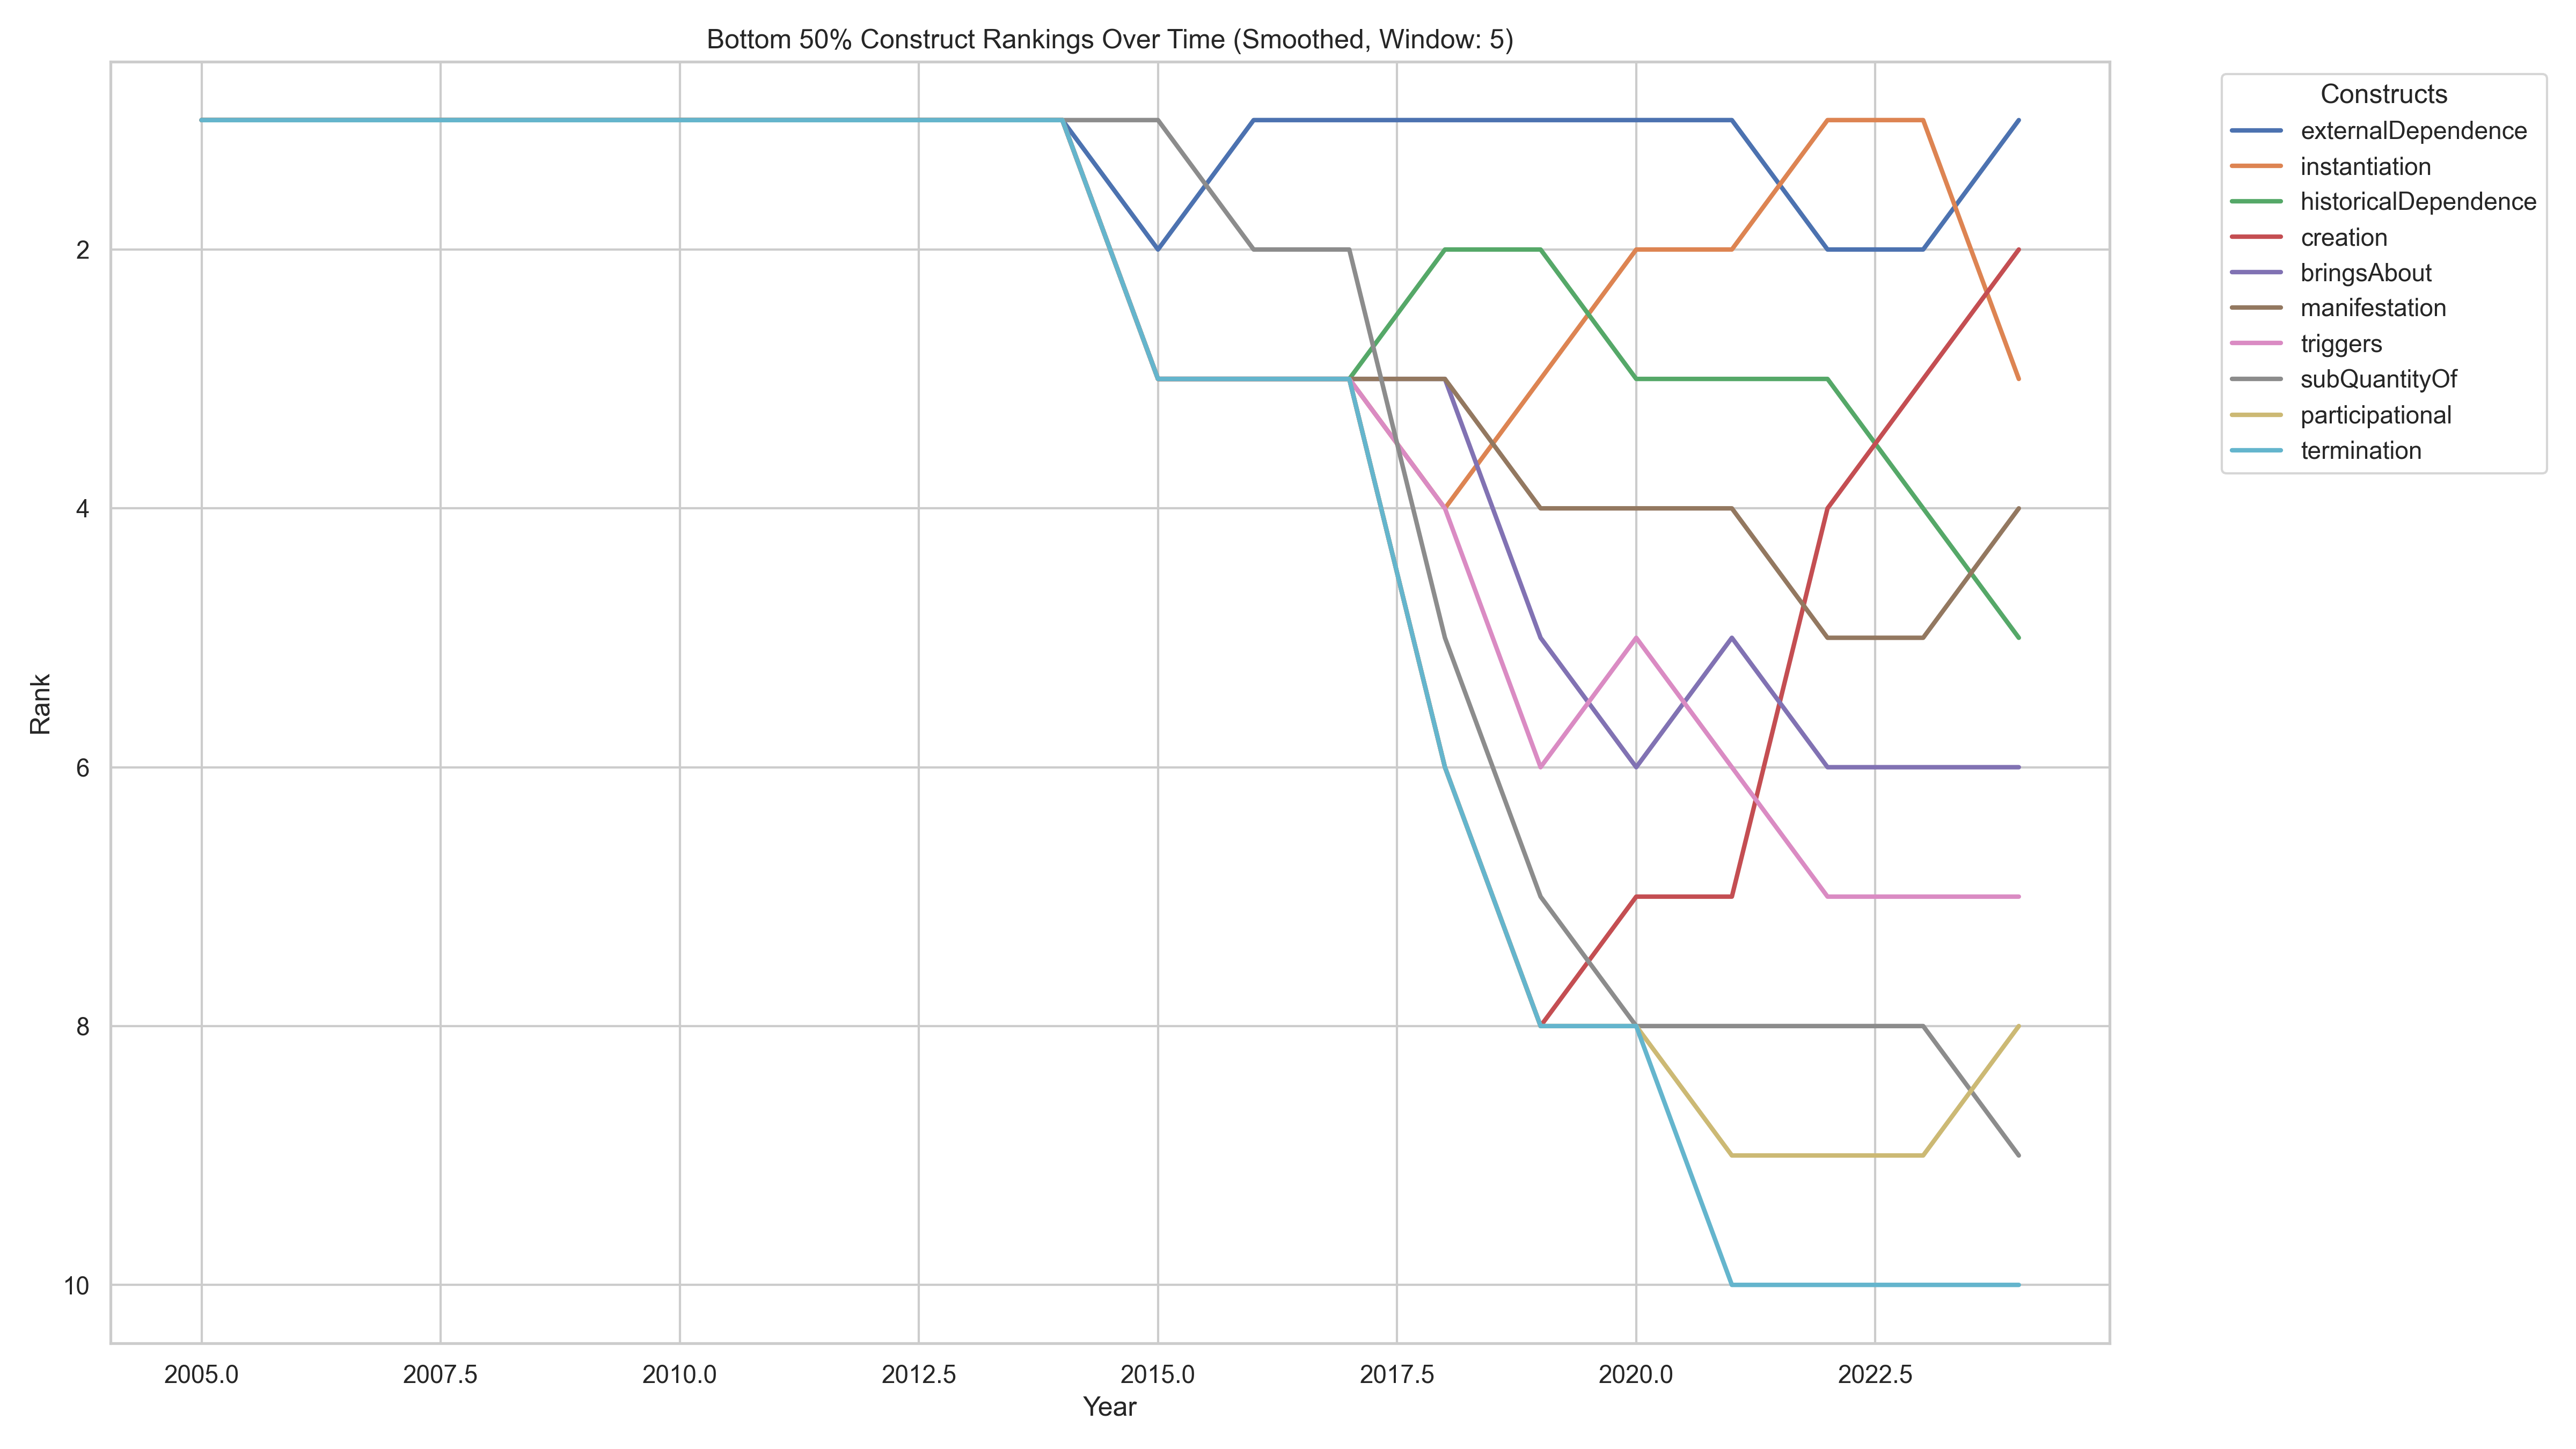 Bottom 50% Construct Rankings Over Time (Smoothed, Window: 5)
Constructs
externalDependence
instantiation
historicalDependence
creation
bringsAbout
manifestation
triggers
subQuantityOf
participational
termination
Rank
2
4
6
8
10
2005.0 2007.5 2010.0 2012.5 2015.0 2017.5 2020.0 2022.5
Year